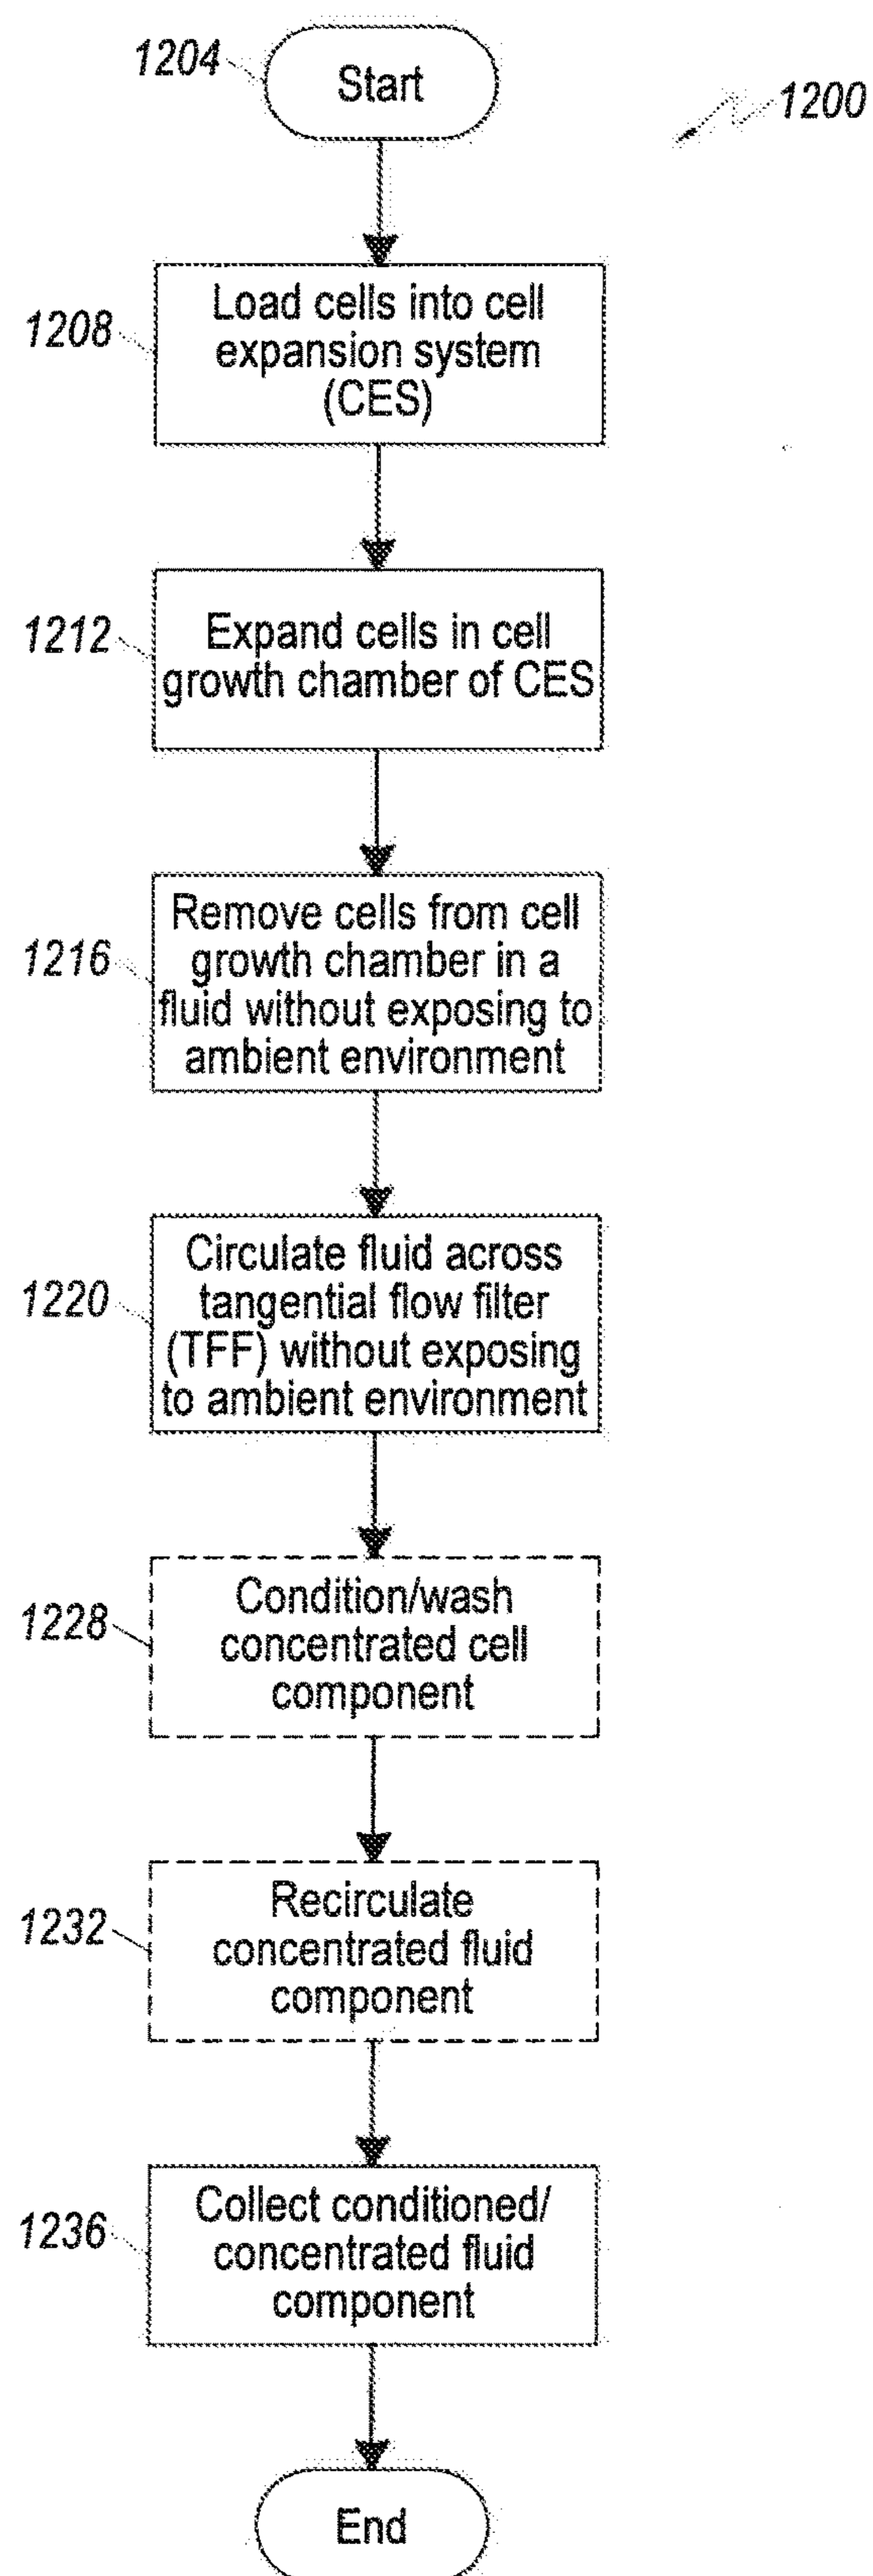 1204
Start
1200
1208
Load cells into cell
expansion system
(CES)
1212
Expand cells in cell
growth chamber of CES
1216
Remove cells from cell
growth chamber in a
fluid without exposing to
ambient environment
1220
Circulate fluid across
tangential flow filter
(TFF) without exposing
to ambient environment
1228
Condition/wash
concentrated cell
component
1232
Recirculate
concentrated fluid
component
1236
Collect conditioned/
concentrated fluid
component
End